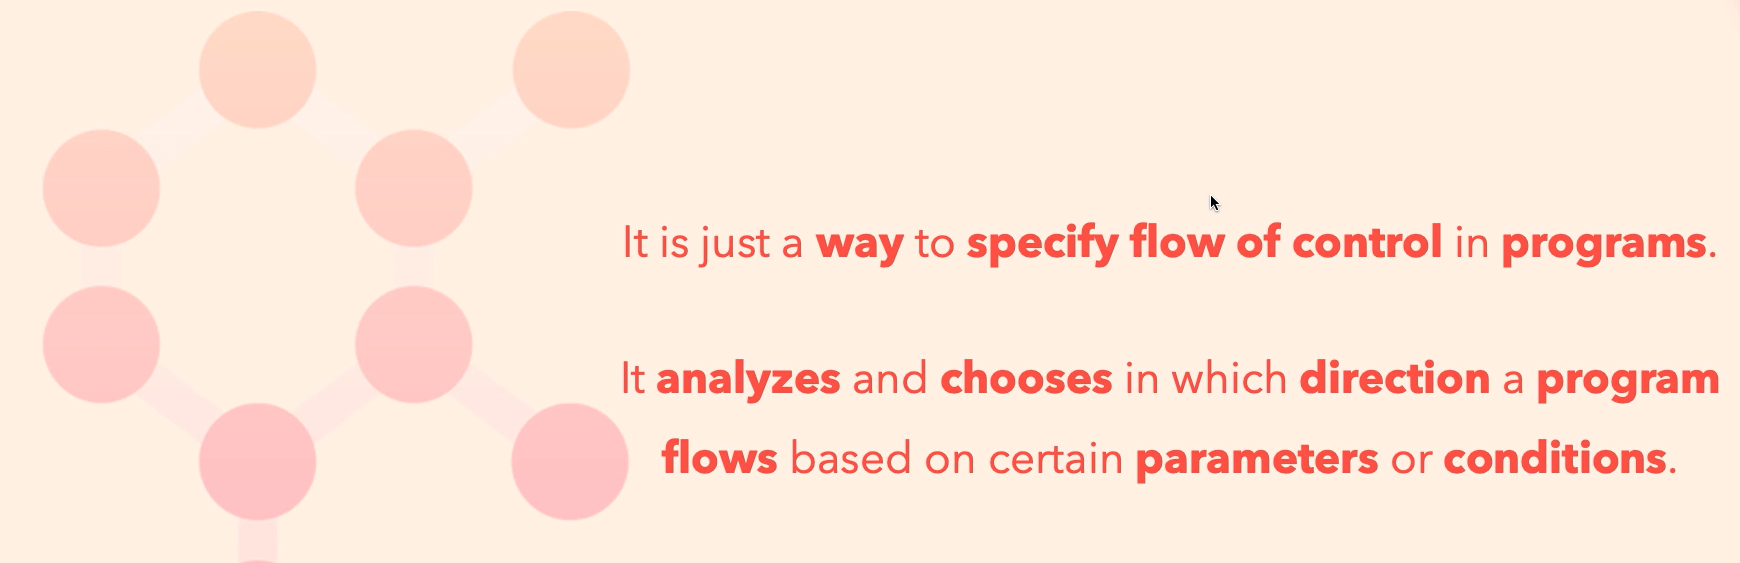 It is just a way to specify flow of control in programs.
It analyzes and chooses in which direction a program
flows based on certain parameters or conditions.